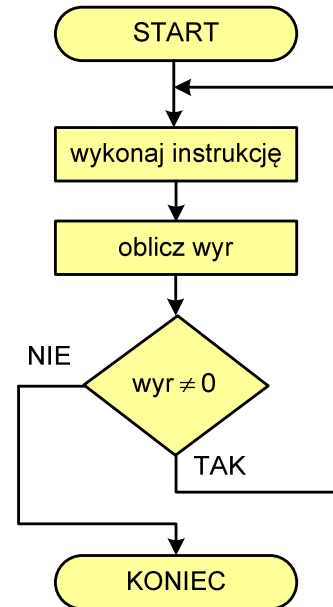 START
wykonaj instrukcję
oblicz wyr
NIE
wyr ≠ 0
TAK
KONIEC